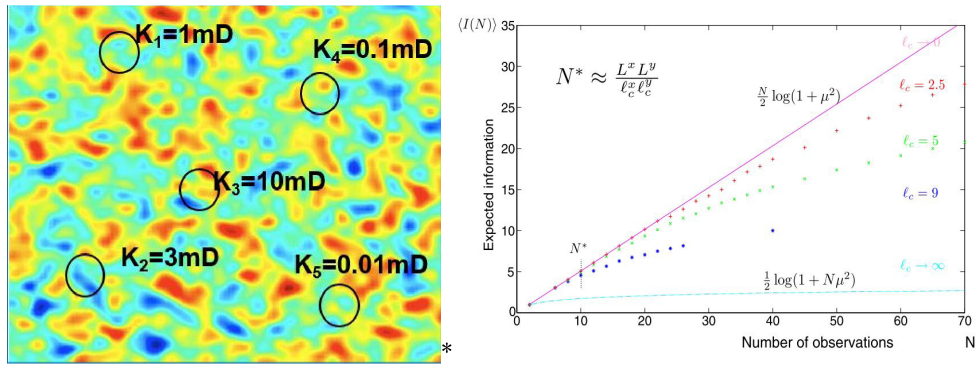 K₁=1mD
K₄=0.1mD
K₃=10mD
K₂=3mD
K₅=0.01mD
*
⟨I(N)⟩
35
30
25
20
15
10
5
0
Expected information
N* ≈ LˣLʸ / ℓcˣℓcʸ
N/2 log(1 + μ²)
ℓc → 0
ℓc = 2.5
ℓc = 5
ℓc = 9
ℓc → ∞
N*
1/2 log(1 + Nμ²)
0 10 20 30 40 50 60 70
Number of observations N